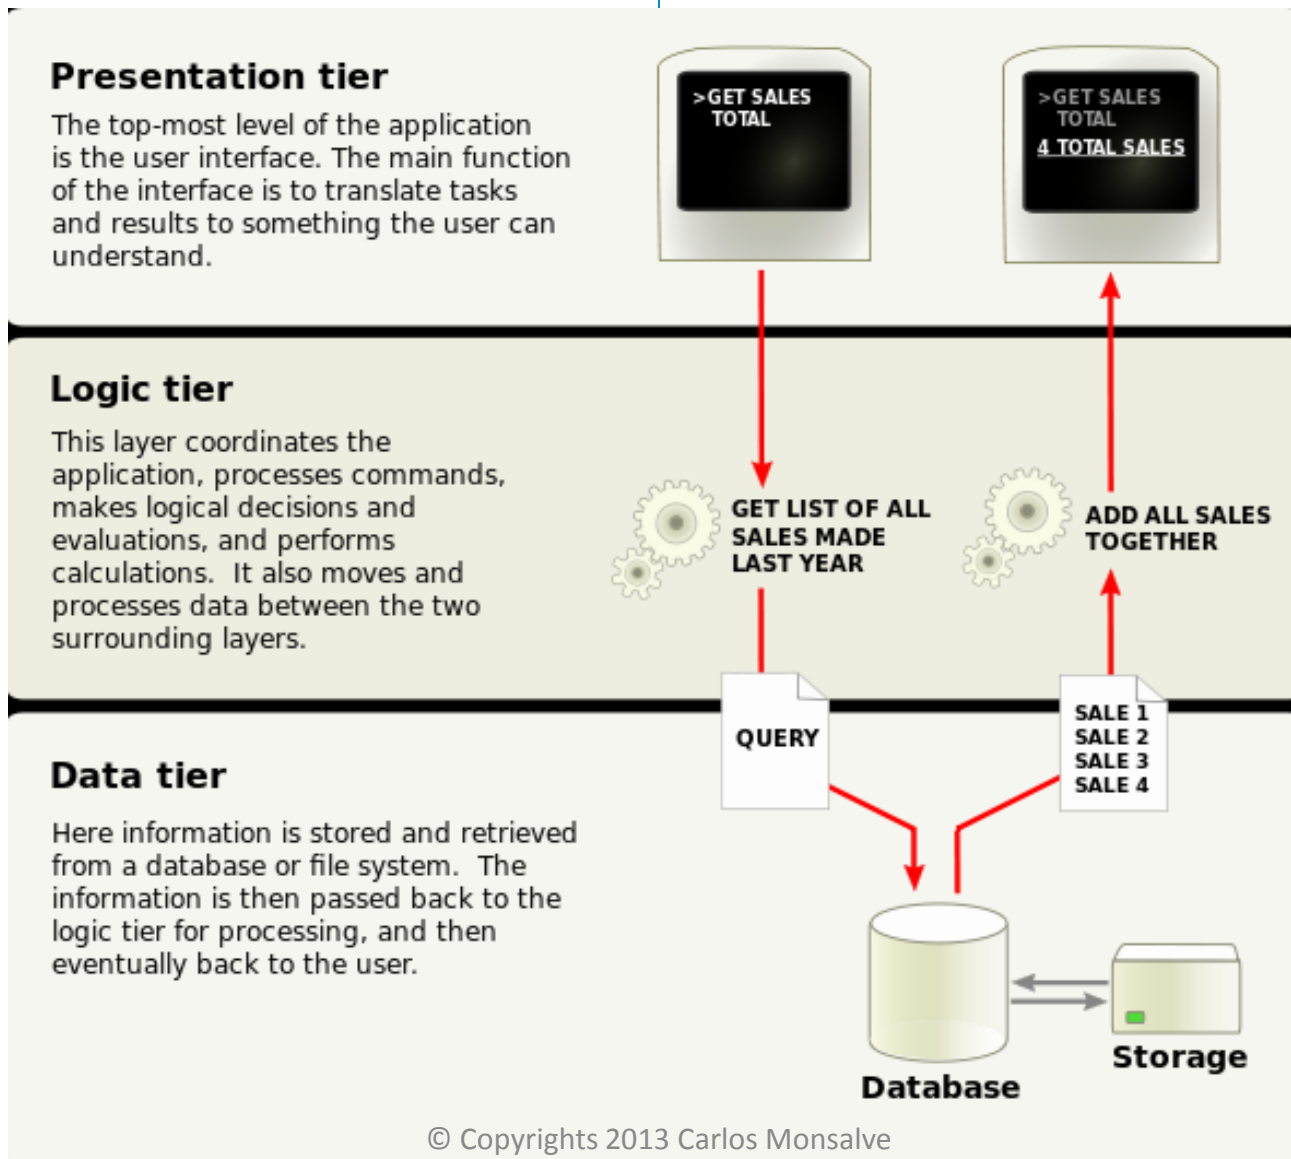 Presentation tier
The top-most level of the application
is the user interface. The main function
of the interface is to translate tasks
and results to something the user can
understand.
>GET SALES
TOTAL
>GET SALES
TOTAL
4 TOTAL SALES
Logic tier
This layer coordinates the
application, processes commands,
makes logical decisions and
evaluations, and performs
calculations.  It also moves and
processes data between the two
surrounding layers.
GET LIST OF ALL
SALES MADE
LAST YEAR
ADD ALL SALES
TOGETHER
QUERY
SALE 1
SALE 2
SALE 3
SALE 4
Data tier
Here information is stored and retrieved
from a database or file system.  The
information is then passed back to the
logic tier for processing, and then
eventually back to the user.
Database
Storage
© Copyrights 2013 Carlos Monsalve